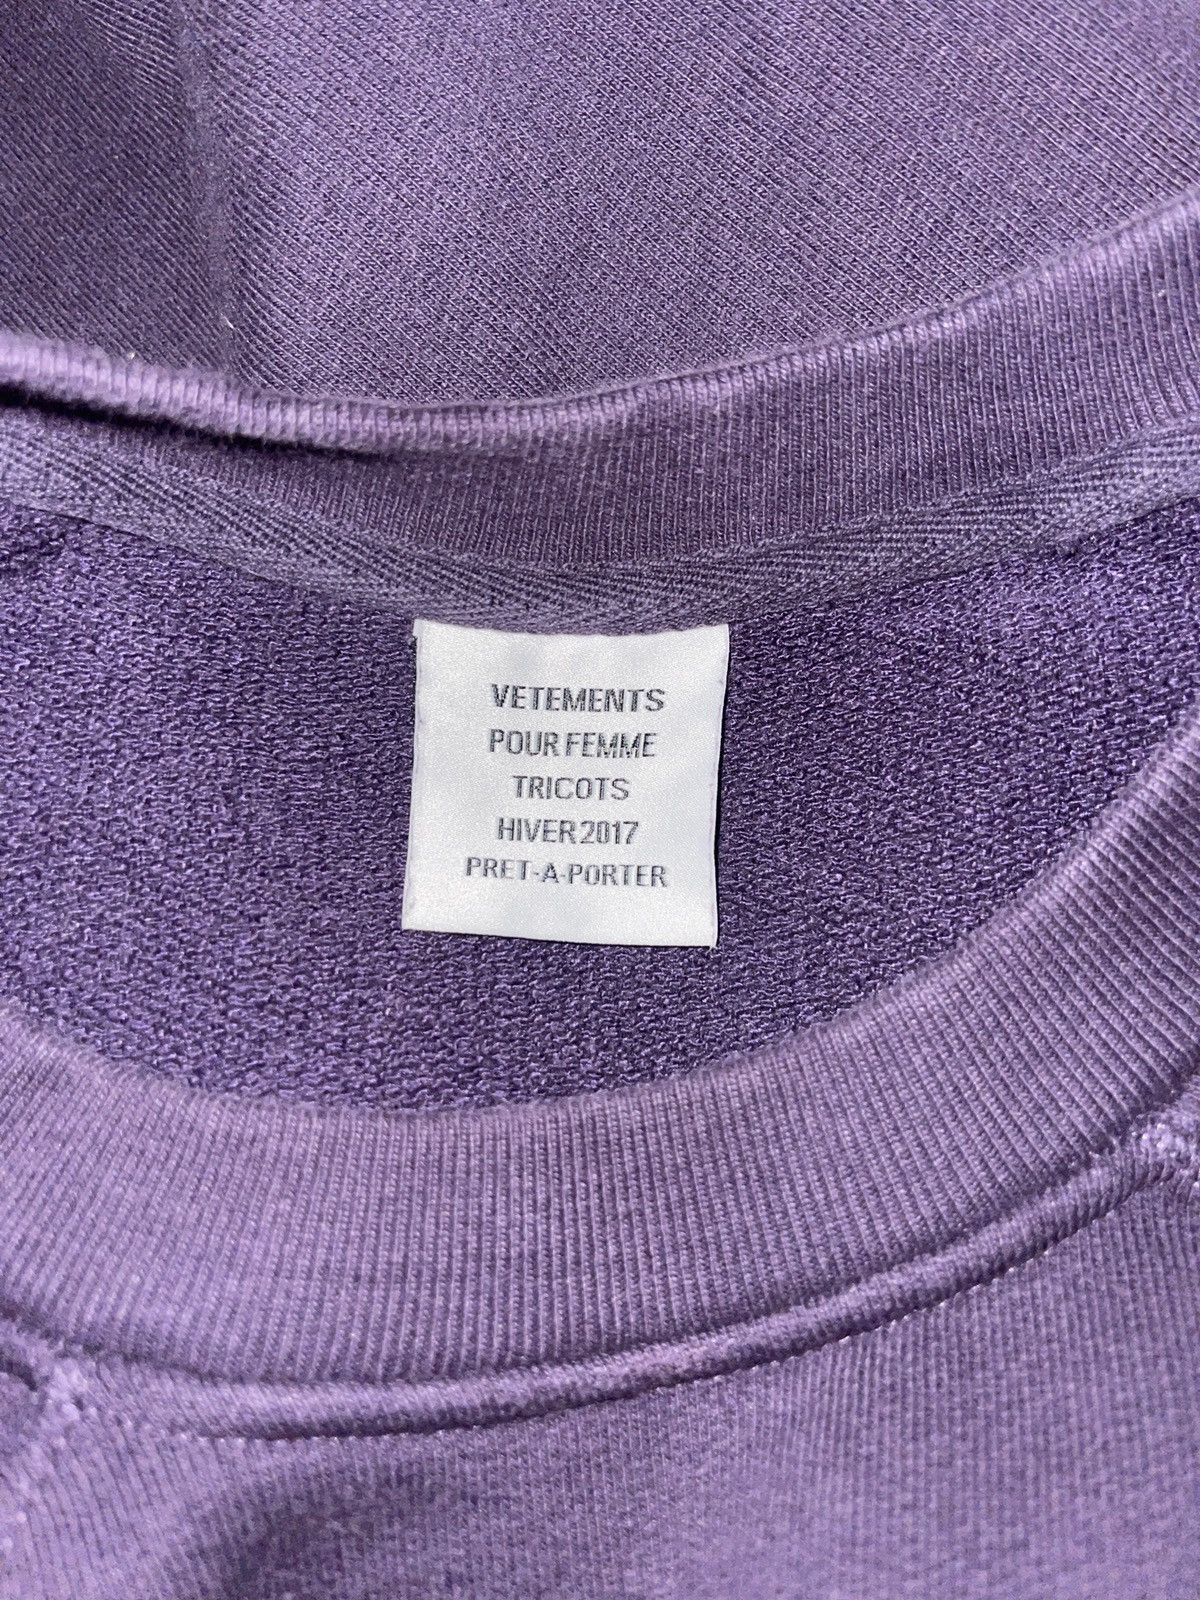 VETEMENTS
POUR FEMME
TRICOTS
HIVER 2017
PRET-A-PORTER